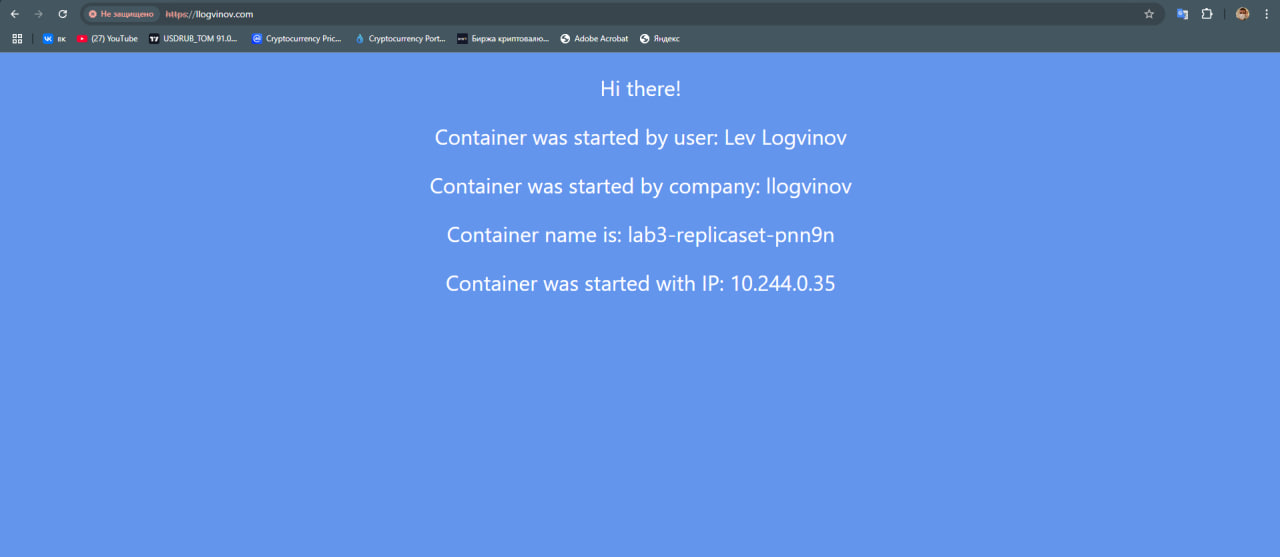 Не защищено https://llogvinov.com
вк (27) YouTube USDRUB_TOM 91.0... Cryptocurrency Pric... Cryptocurrency Port... Биржа криптовалю... Adobe Acrobat Яндекс
Hi there!
Container was started by user: Lev Logvinov
Container was started by company: llogvinov
Container name is: lab3-replicaset-pnn9n
Container was started with IP: 10.244.0.35